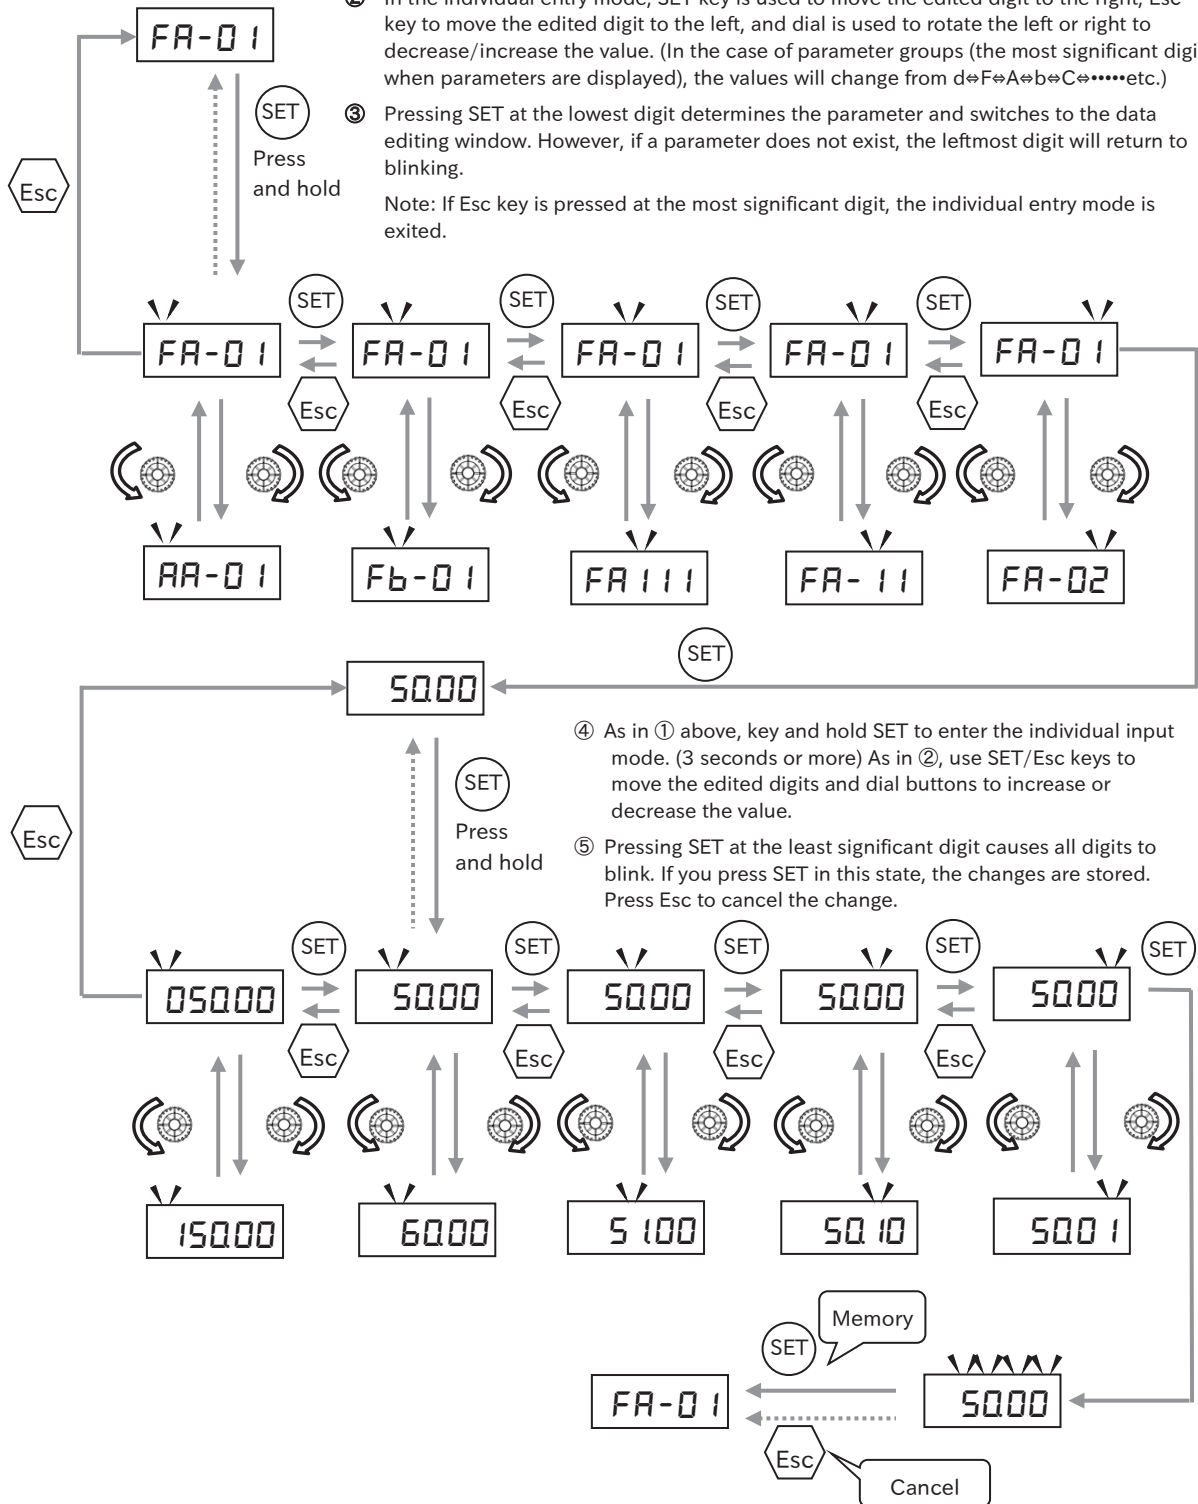 ② In the individual entry mode, SET key is used to move the edited digit to the right, Esc
key to move the edited digit to the left, and dial is used to rotate the left or right to
decrease/increase the value. (In the case of parameter groups (the most significant digi
when parameters are displayed), the values will change from d⇔F⇔A⇔b⇔C⇔•••••etc.)
FA-01
SET
Press
and hold
Esc
③ Pressing SET at the lowest digit determines the parameter and switches to the data
editing window. However, if a parameter does not exist, the leftmost digit will return to
blinking.
Note: If Esc key is pressed at the most significant digit, the individual entry mode is
exited.
SET SET SET SET
FA-01 FA-01 FA-01 FA-01 FA-01
Esc Esc Esc Esc
AA-01 Fb-01 FA111 FA-11 FA-02
SET
50.00
④ As in ① above, key and hold SET to enter the individual input
mode. (3 seconds or more) As in ②, use SET/Esc keys to
move the edited digits and dial buttons to increase or
decrease the value.
SET
Press
and hold
Esc
⑤ Pressing SET at the least significant digit causes all digits to
blink. If you press SET in this state, the changes are stored.
Press Esc to cancel the change.
SET SET SET SET SET
050.00 50.00 50.00 50.00 50.00
Esc Esc Esc Esc
150.00 60.00 51.00 50.10 50.01
Memory
SET
FA-01 50.00
Esc
Cancel